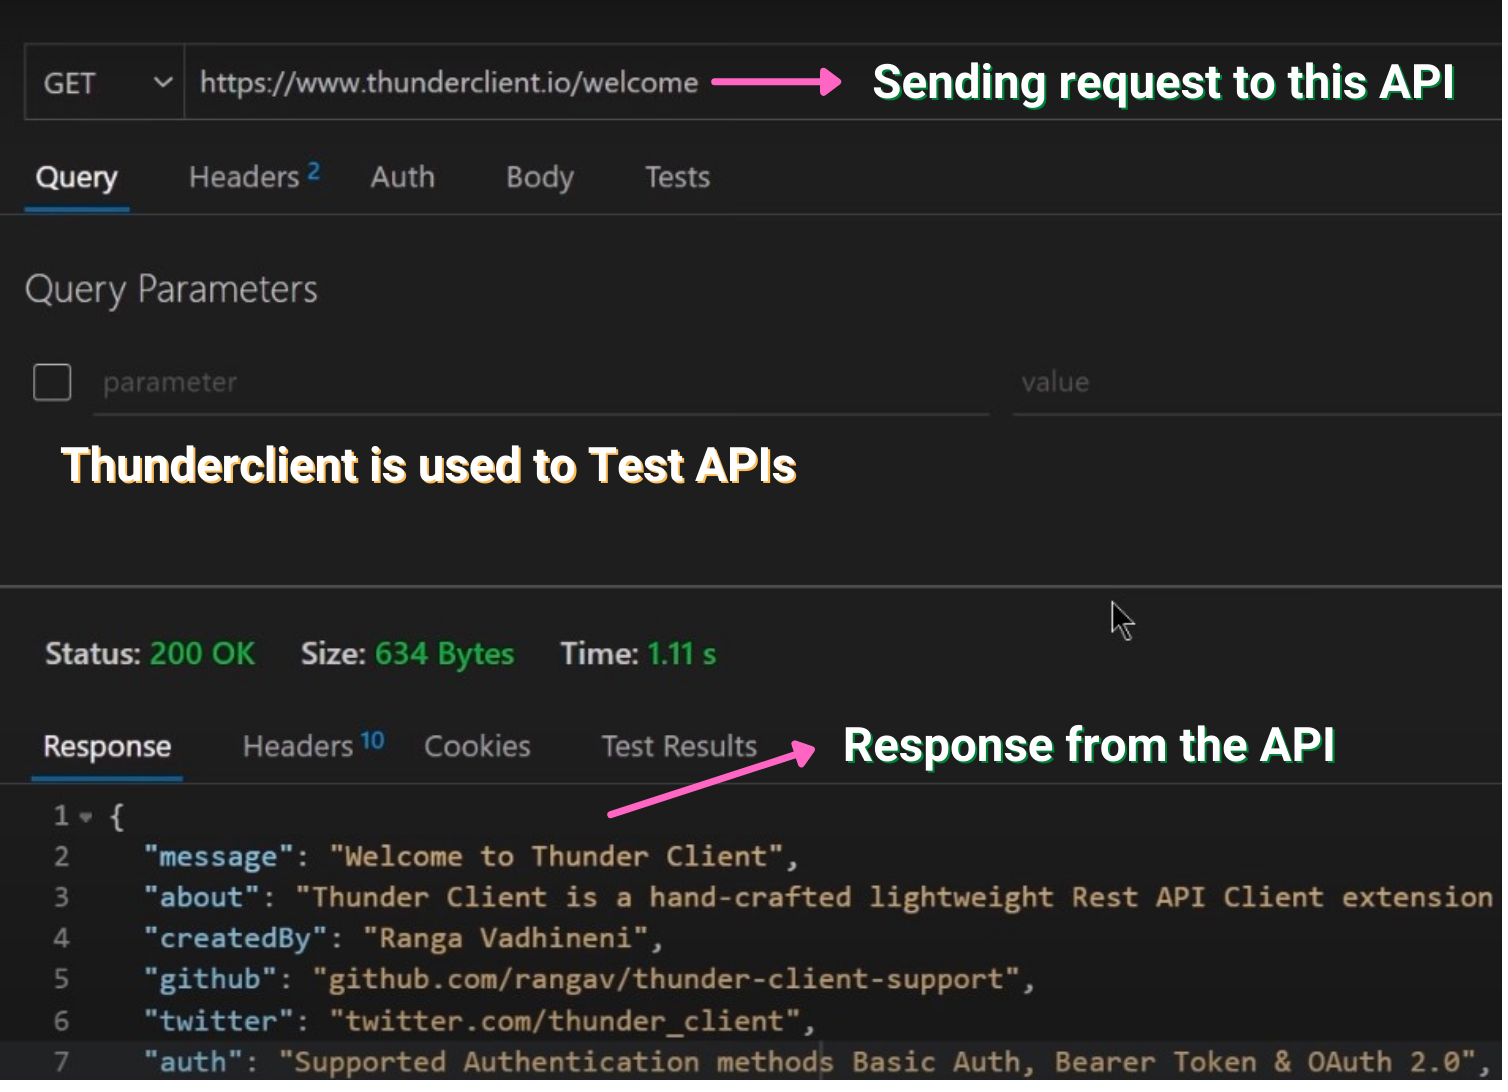 GET https://www.thunderclient.io/welcome Sending request to this API
Query Headers 2 Auth Body Tests
Query Parameters
parameter value
Thunderclient is used to Test APIs
Status: 200 OK Size: 634 Bytes Time: 1.11 s
Response Headers 10 Cookies Test Results Response from the API
1 {
2 "message": "Welcome to Thunder Client",
3 "about": "Thunder Client is a hand-crafted lightweight Rest API Client extension
4 "createdBy": "Ranga Vadhineni",
5 "github": "github.com/rangav/thunder-client-support",
6 "twitter": "twitter.com/thunder_client",
7 "auth": "Supported Authentication methods Basic Auth, Bearer Token & OAuth 2.0",